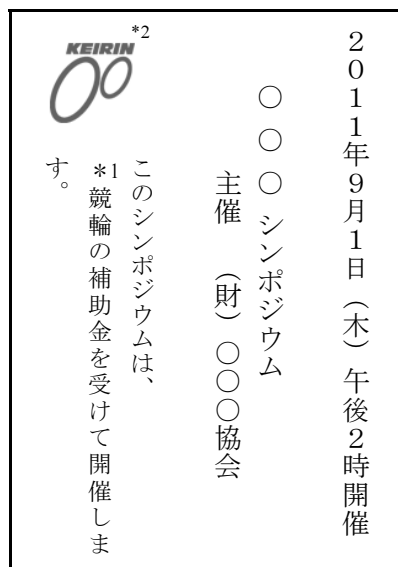 2011年9月1日（木）午後2時開催
○○○シンポジウム
主催　（財）○○○協会
このシンポジウムは、
*1競輪の補助金を受けて開催しま
す。
*2
KEIRIN